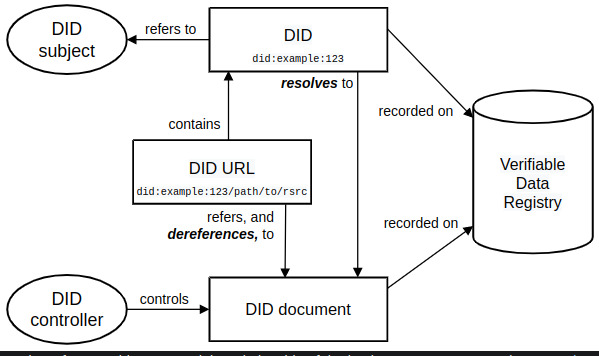 DID
subject
refers to
DID
did:example:123
resolves to
recorded on
contains
DID URL
did:example:123/path/to/rsrc
Verifiable
Data
Registry
refers, and
dereferences, to
recorded on
DID
controller
controls
DID document